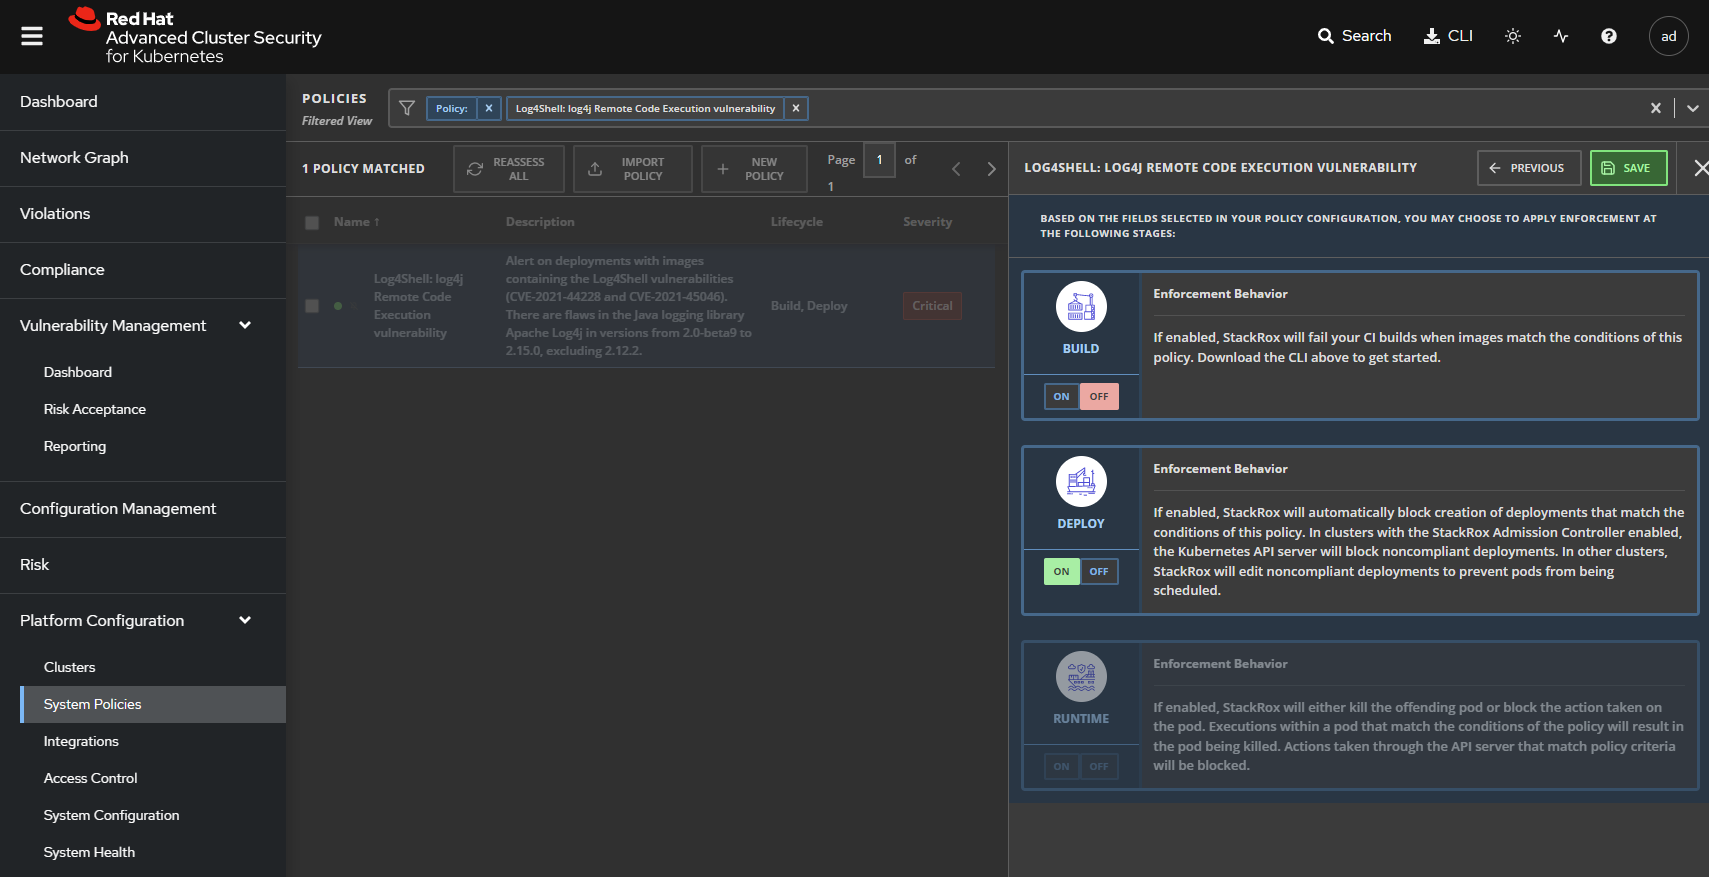 Red Hat
Advanced Cluster Security
for Kubernetes
Search
CLI
ad
Dashboard
Network Graph
Violations
Compliance
Vulnerability Management
Dashboard
Risk Acceptance
Reporting
Configuration Management
Risk
Platform Configuration
Clusters
System Policies
Integrations
Access Control
System Configuration
System Health
POLICIES
Filtered View
Policy:
Log4Shell: log4j Remote Code Execution vulnerability
1 POLICY MATCHED
REASSESS
ALL
IMPORT
POLICY
NEW
POLICY
Page 1 of
1
Name ↑ Description Lifecycle Severity
Log4Shell: log4j
Remote Code
Execution
vulnerability
Alert on deployments with images
containing the Log4Shell vulnerabilities
(CVE-2021-44228 and CVE-2021-45046).
There are flaws in the Java logging library
Apache Log4j in versions from 2.0-beta9 to
2.15.0, excluding 2.12.2.
Build, Deploy
Critical
LOG4SHELL: LOG4J REMOTE CODE EXECUTION VULNERABILITY
PREVIOUS
SAVE
BASED ON THE FIELDS SELECTED IN YOUR POLICY CONFIGURATION, YOU MAY CHOOSE TO APPLY ENFORCEMENT AT
THE FOLLOWING STAGES:
BUILD
ON OFF
Enforcement Behavior
If enabled, StackRox will fail your CI builds when images match the conditions of this
policy. Download the CLI above to get started.
DEPLOY
ON OFF
Enforcement Behavior
If enabled, StackRox will automatically block creation of deployments that match the
conditions of this policy. In clusters with the StackRox Admission Controller enabled,
the Kubernetes API server will block noncompliant deployments. In other clusters,
StackRox will edit noncompliant deployments to prevent pods from being
scheduled.
RUNTIME
ON OFF
Enforcement Behavior
If enabled, StackRox will either kill the offending pod or block the action taken on
the pod. Executions within a pod that match the conditions of the policy will result in
the pod being killed. Actions taken through the API server that match policy criteria
will be blocked.